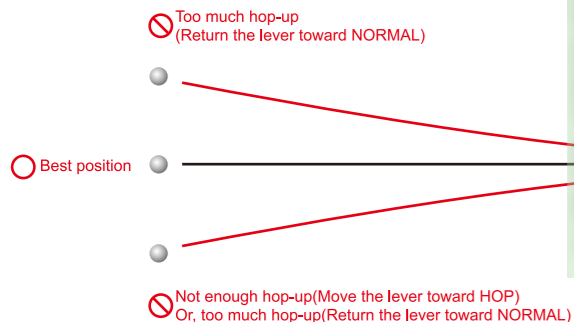 Too much hop-up
(Return the lever toward NORMAL)
Best position
Not enough hop-up(Move the lever toward HOP)
Or, too much hop-up(Return the lever toward NORMAL)